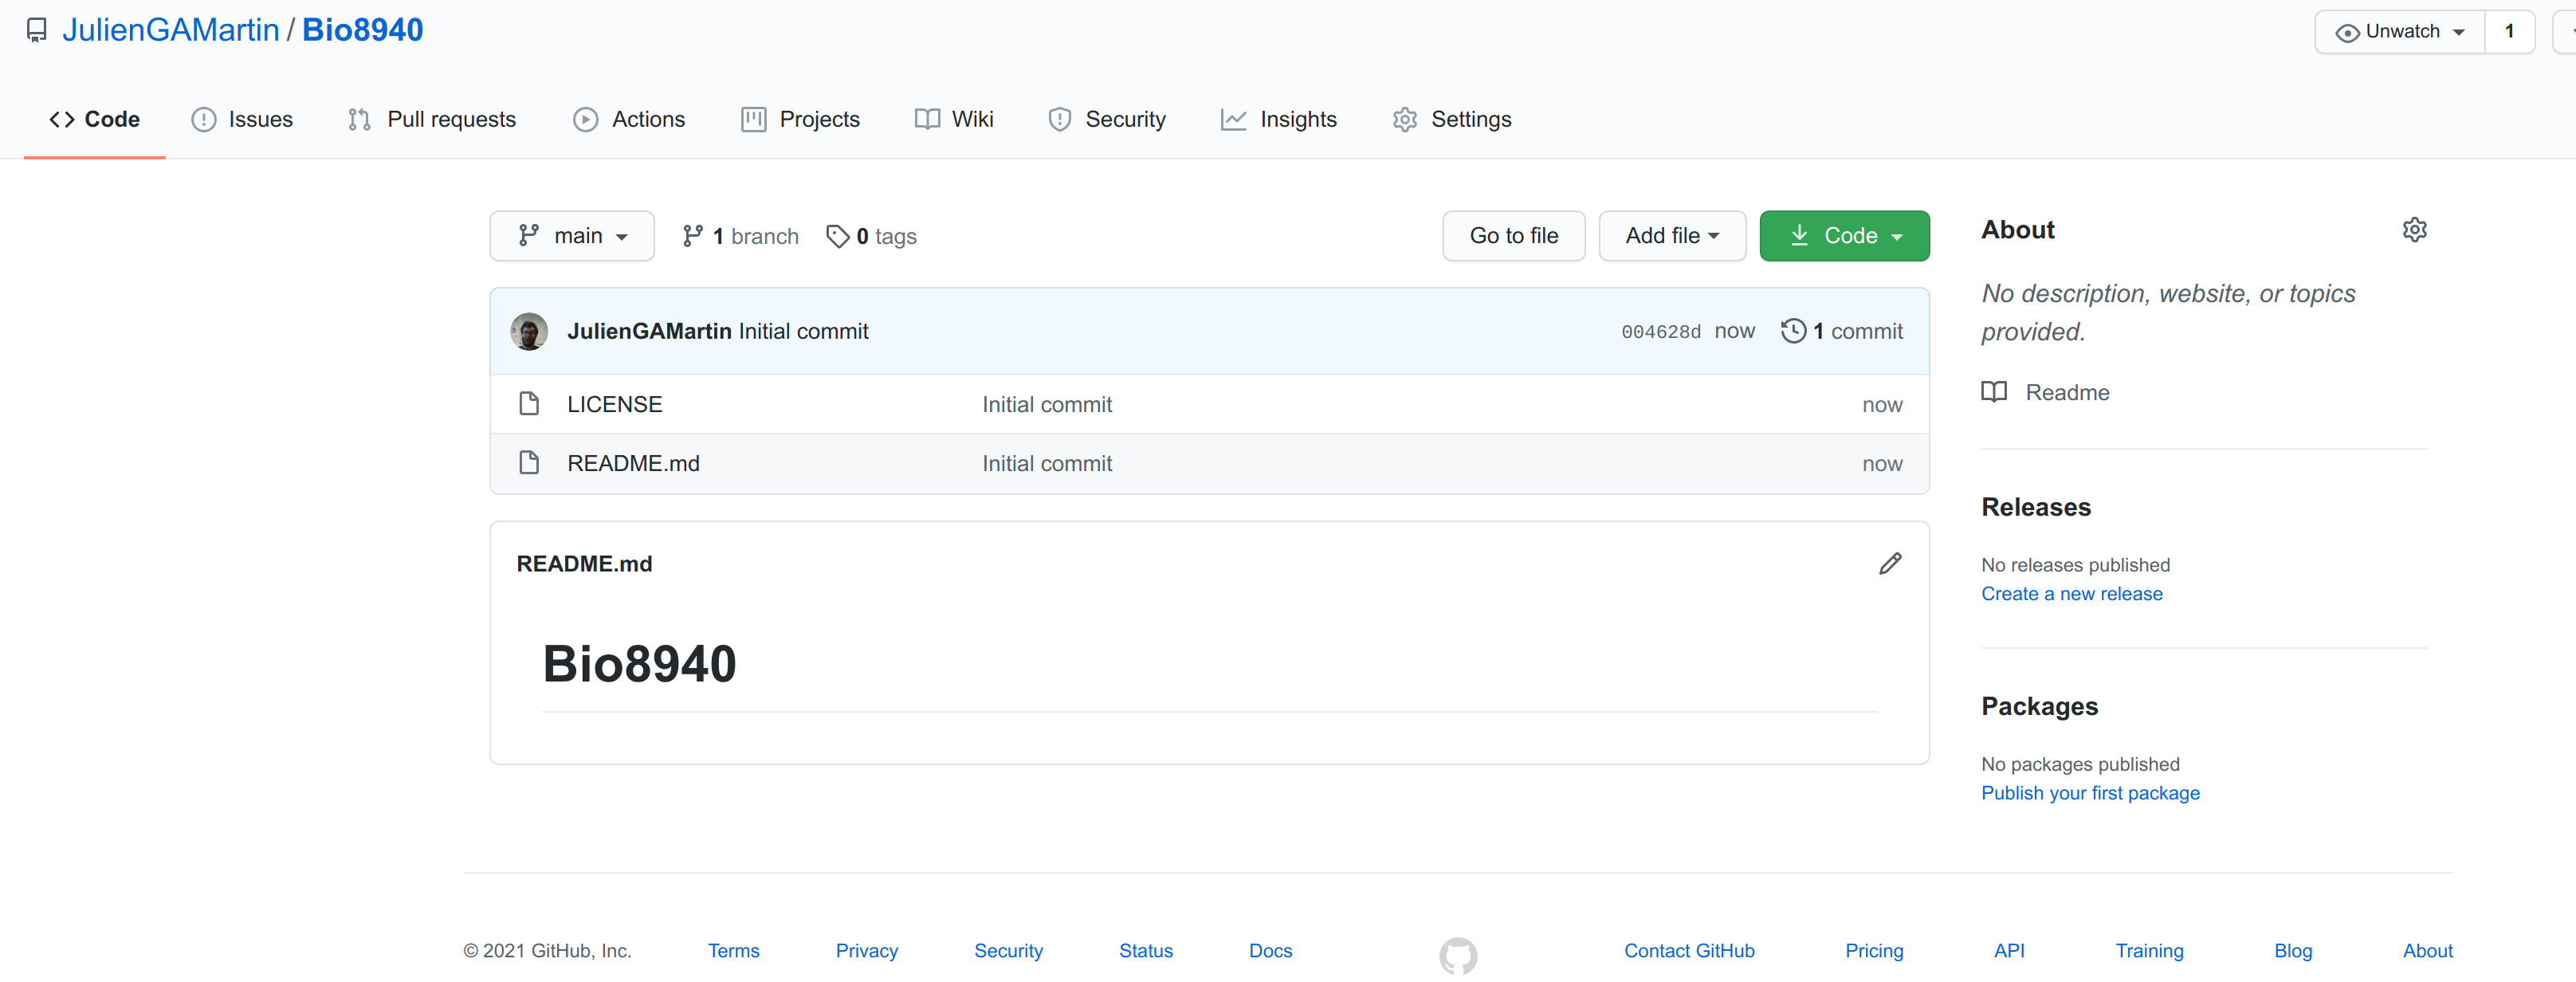 JulienGAMartin / Bio8940
Unwatch 1
Code Issues Pull requests Actions Projects Wiki Security Insights Settings
main 1 branch 0 tags Go to file Add file Code
JulienGAMartin Initial commit 004628d now 1 commit
LICENSE Initial commit now
README.md Initial commit now
README.md
Bio8940
About
No description, website, or topics
provided.
Readme
Releases
No releases published
Create a new release
Packages
No packages published
Publish your first package
© 2021 GitHub, Inc. Terms Privacy Security Status Docs Contact GitHub Pricing API Training Blog About